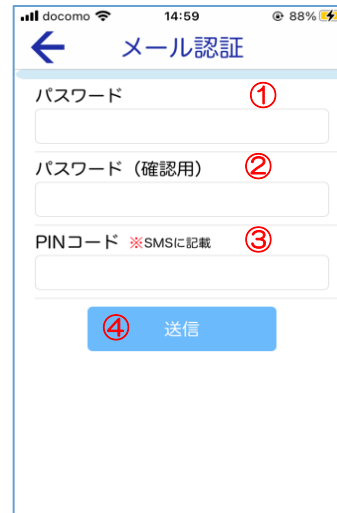 docomo 14:59 88%
メール認証
パスワード ①
パスワード（確認用） ②
PINコード ※SMSに記載 ③
④ 送信